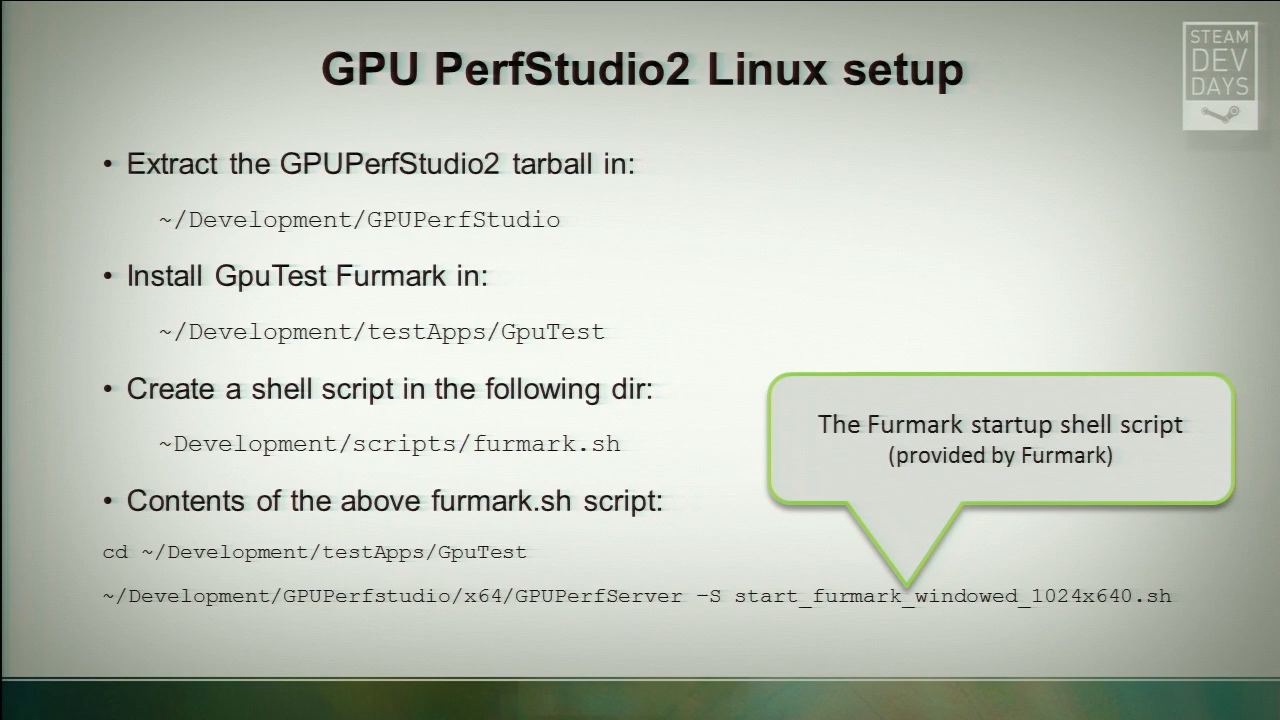 GPU PerfStudio2 Linux setup
STEAM
DEV
DAYS
• Extract the GPUPerfStudio2 tarball in:
~/Development/GPUPerfStudio
• Install GpuTest Furmark in:
~/Development/testApps/GpuTest
• Create a shell script in the following dir:
~Development/scripts/furmark.sh
The Furmark startup shell script
(provided by Furmark)
• Contents of the above furmark.sh script:
cd ~/Development/testApps/GpuTest
~/Development/GPUPerfstudio/x64/GPUPerfServer –S start_furmark_windowed_1024x640.sh